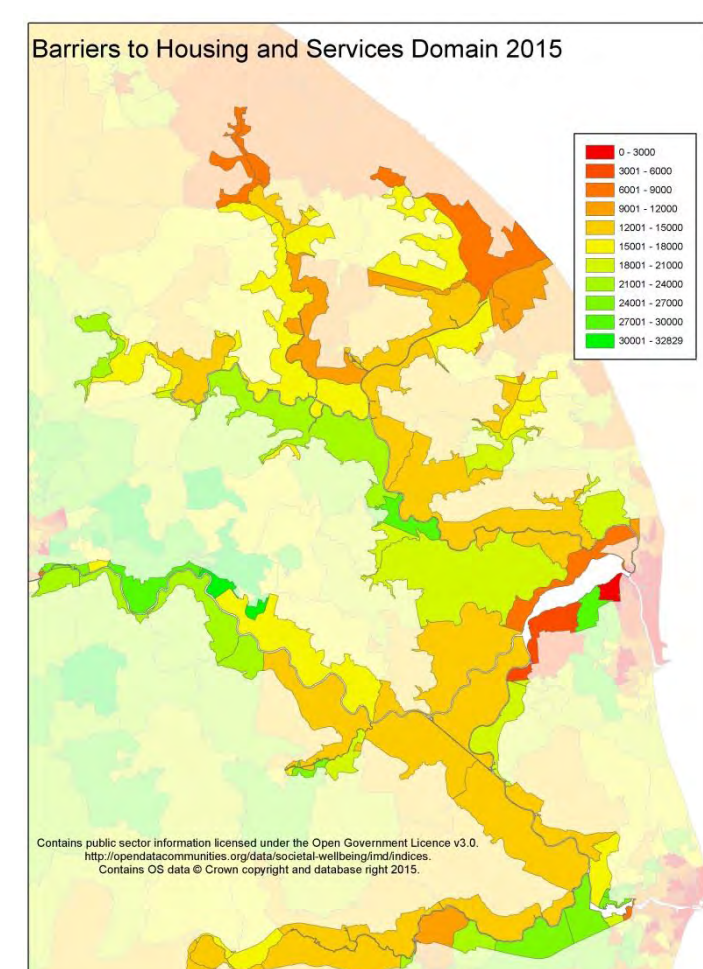 Barriers to Housing and Services Domain 2015
0 - 3000
3001 - 6000
6001 - 9000
9001 - 12000
12001 - 15000
15001 - 18000
18001 - 21000
21001 - 24000
24001 - 27000
27001 - 30000
30001 - 32829
Contains public sector information licensed under the Open Government Licence v3.0.
http://opendatacommunities.org/data/societal-wellbeing/imd/indices.
Contains OS data © Crown copyright and database right 2015.